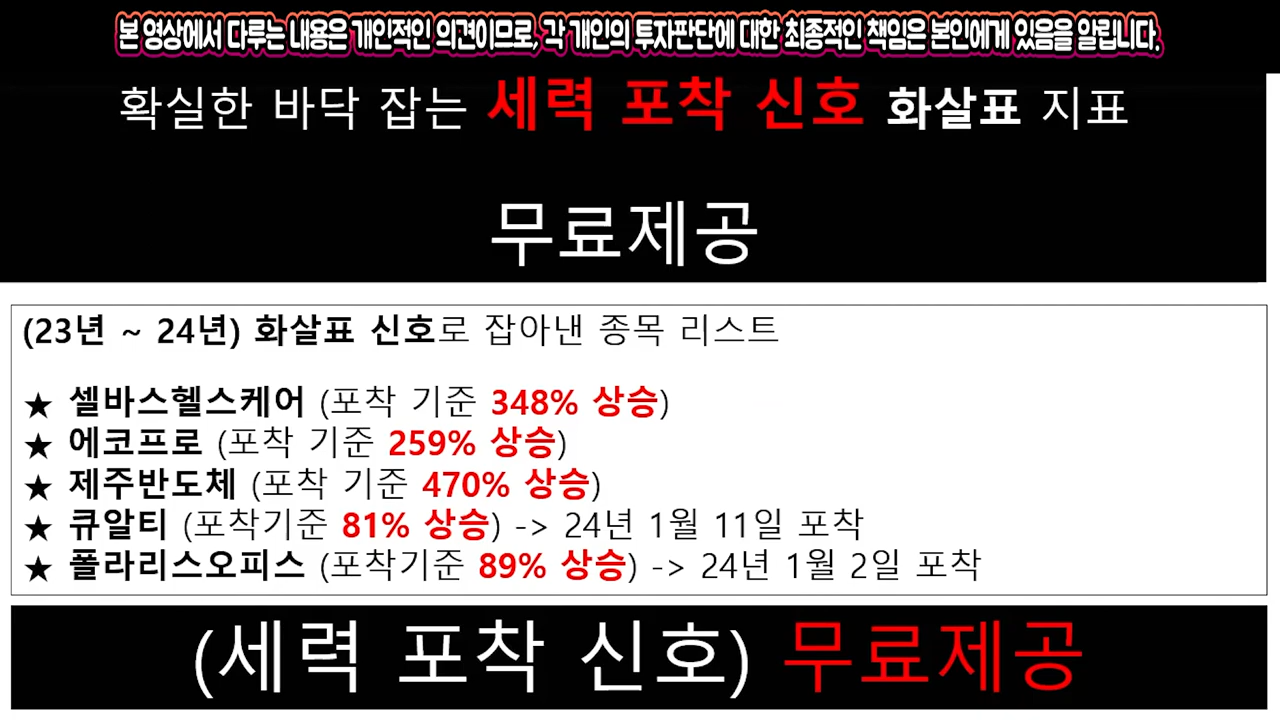 본 영상에서 다루는 내용은 개인적인 의견이므로, 각 개인의 투자판단에 대한 최종적인 책임은 본인에게 있음을 알립니다.
확실한 바닥 잡는 세력 포착 신호 화살표 지표
무료제공
(23년 ~ 24년) 화살표 신호로 잡아낸 종목 리스트
★ 셀바스헬스케어 (포착 기준 348% 상승)
★ 에코프로 (포착 기준 259% 상승)
★ 제주반도체 (포착 기준 470% 상승)
★ 큐알티 (포착기준 81% 상승) -> 24년 1월 11일 포착
★ 폴라리스오피스 (포착기준 89% 상승) -> 24년 1월 2일 포착
(세력 포착 신호) 무료제공